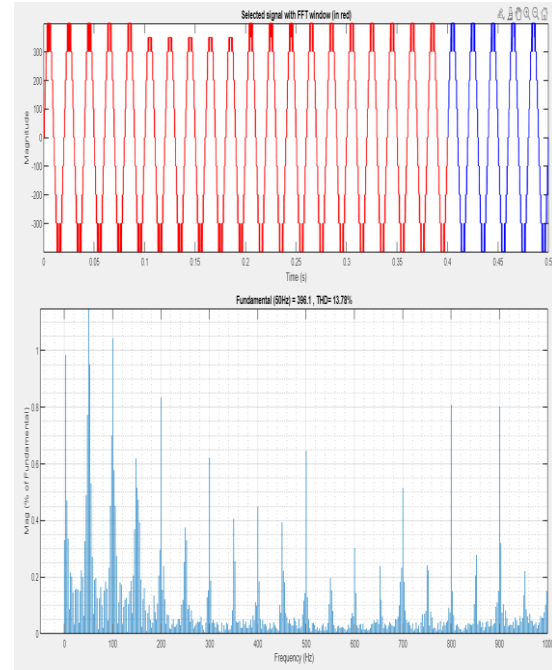 Selected signal with FFT window (in red)
300
200
100
0
-100
-200
-300
Magnitude
0 0.05 0.1 0.15 0.2 0.25 0.3 0.35 0.4 0.45 0.5
Time (s)
Fundamental (50Hz) = 396.1 , THD= 13.78%
1
0.8
0.6
0.4
0.2
0
Mag (% of Fundamental)
0 100 200 300 400 500 600 700 800 900 1000
Frequency (Hz)